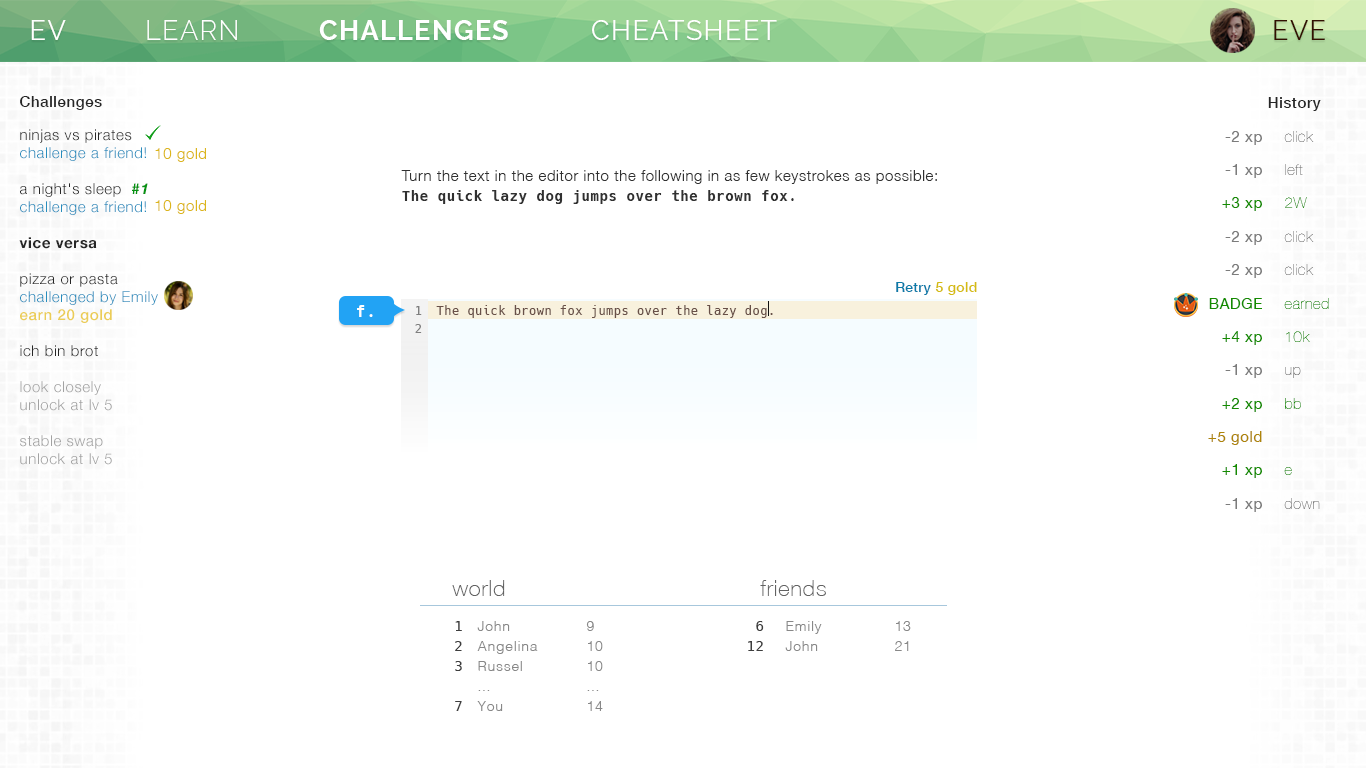 EV LEARN CHALLENGES CHEATSHEET EVE
Challenges
ninjas vs pirates
challenge a friend! 10 gold
a night's sleep #1
challenge a friend! 10 gold
vice versa
pizza or pasta
challenged by Emily
earn 20 gold
ich bin brot
look closely
unlock at lv 5
stable swap
unlock at lv 5
Turn the text in the editor into the following in as few keystrokes as possible:
The quick lazy dog jumps over the brown fox.
Retry 5 gold
f.
1 The quick brown fox jumps over the lazy dog.
2
world
1 John 9
2 Angelina 10
3 Russel 10
... ...
7 You 14
friends
6 Emily 13
12 John 21
History
-2 xp click
-1 xp left
+3 xp 2W
-2 xp click
-2 xp click
BADGE earned
+4 xp 10k
-1 xp up
+2 xp bb
+5 gold
+1 xp e
-1 xp down